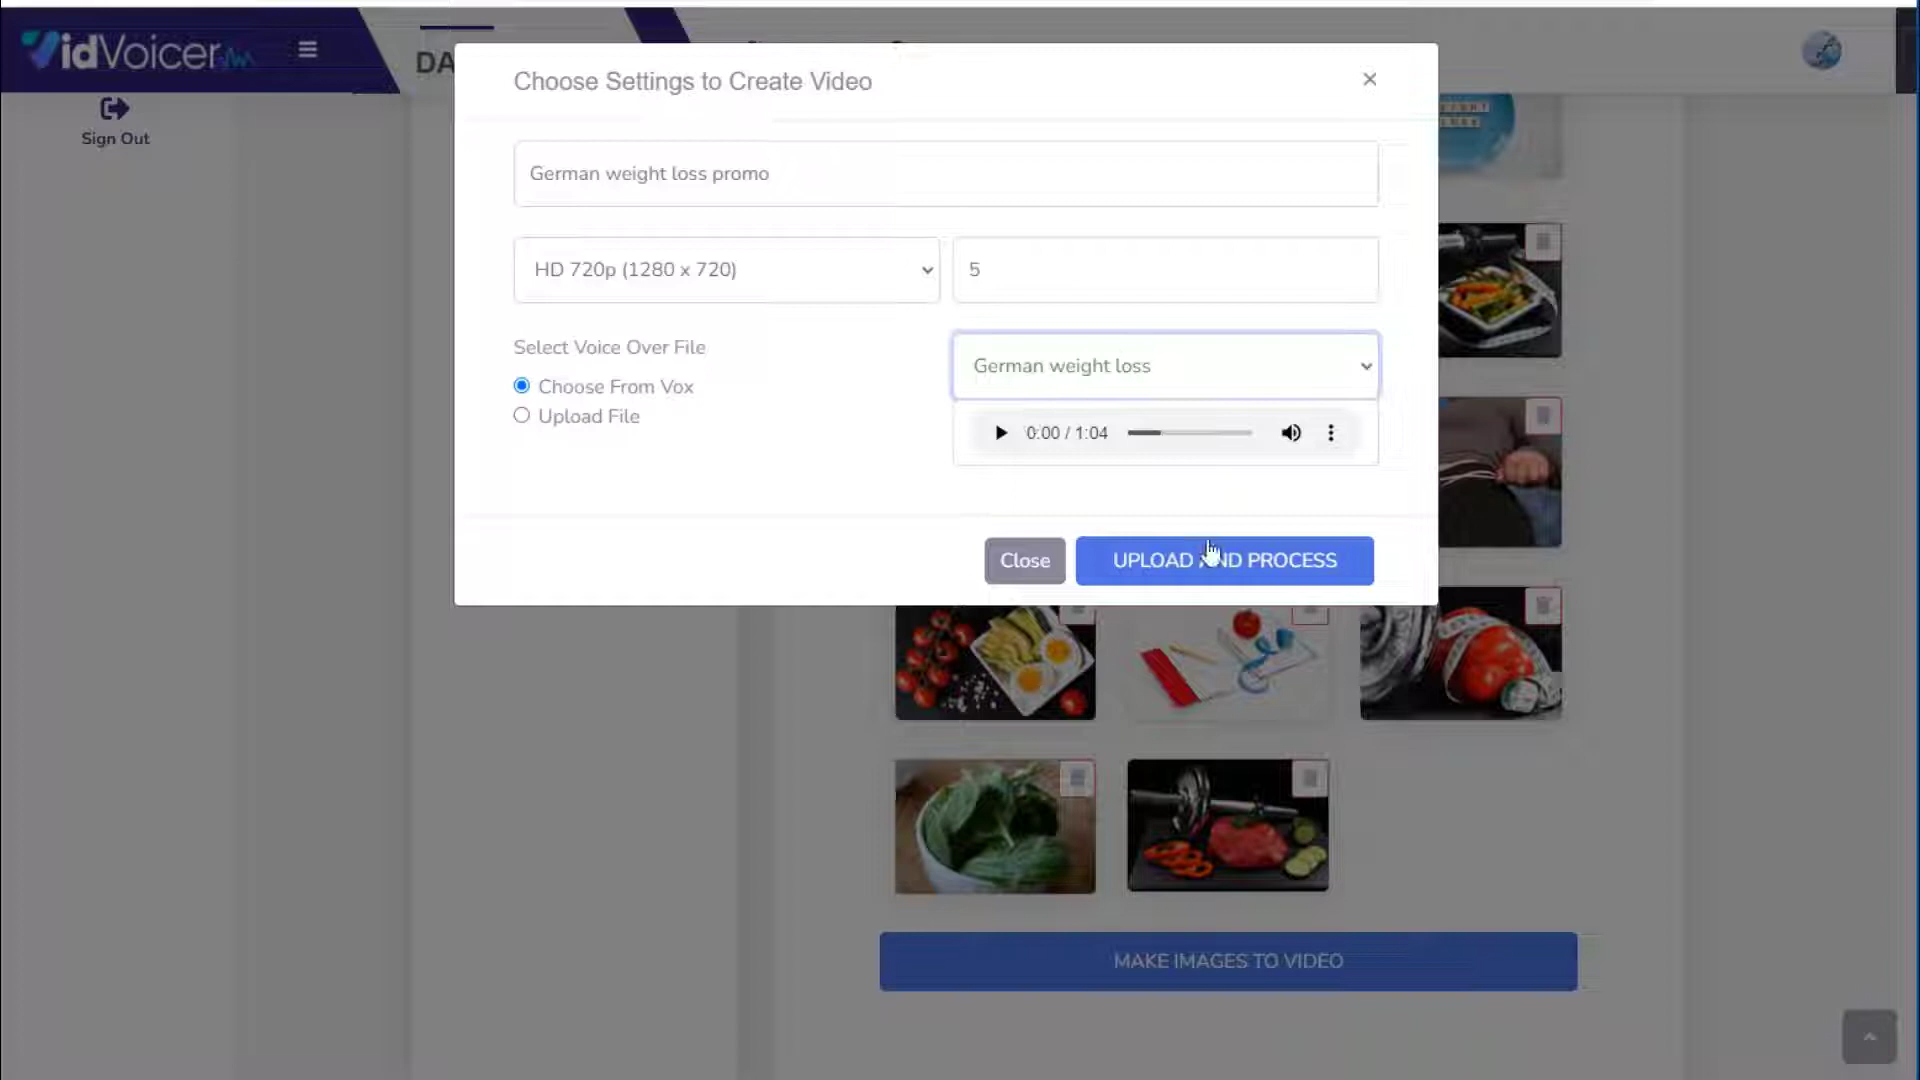 VidVoicer
DA
Choose Settings to Create Video
×
Sign Out
German weight loss promo
HD 720p (1280 x 720)
5
Select Voice Over File
German weight loss
Choose From Vox
Upload File
0:00 / 1:04
Close
UPLOAD AND PROCESS
MAKE IMAGES TO VIDEO